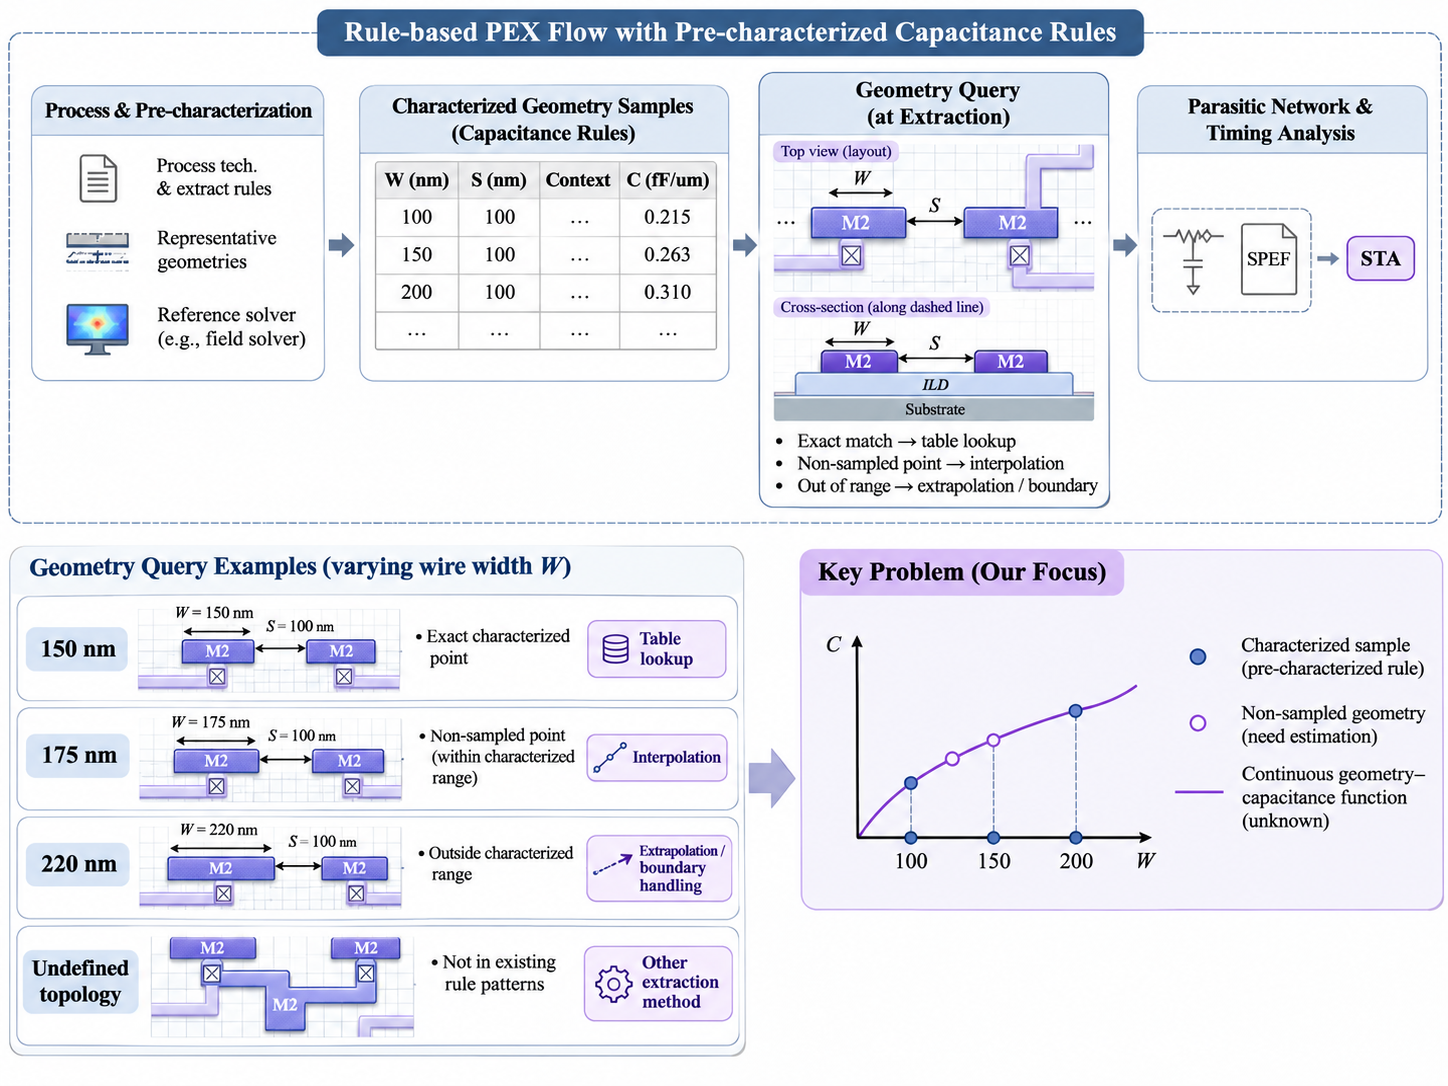 Rule-based PEX Flow with Pre-characterized Capacitance Rules
Process & Pre-characterization
Process tech.
& extract rules
Representative
geometries
Reference solver
(e.g., field solver)
Characterized Geometry Samples
(Capacitance Rules)
W (nm) S (nm) Context C (fF/um)
100 100 ... 0.215
150 100 ... 0.263
200 100 ... 0.310
... ... ... ...
Geometry Query
(at Extraction)
Top view (layout)
W
S
... M2 M2 ...
Cross-section (along dashed line)
W
S
M2 M2
ILD
Substrate
• Exact match → table lookup
• Non-sampled point → interpolation
• Out of range → extrapolation / boundary
Parasitic Network &
Timing Analysis
SPEF
STA
Geometry Query Examples (varying wire width W)
150 nm
W = 150 nm
S = 100 nm
M2 M2
• Exact characterized
point
Table
lookup
175 nm
W = 175 nm
S = 100 nm
M2 M2
• Non-sampled point
(within characterized
range)
Interpolation
220 nm
W = 220 nm
S = 100 nm
M2 M2
• Outside characterized
range
Extrapolation /
boundary
handling
Undefined
topology
M2 M2
M2
• Not in existing
rule patterns
Other
extraction
method
Key Problem (Our Focus)
C
100 150 200 W
Characterized sample
(pre-characterized rule)
Non-sampled geometry
(need estimation)
Continuous geometry–
capacitance function
(unknown)